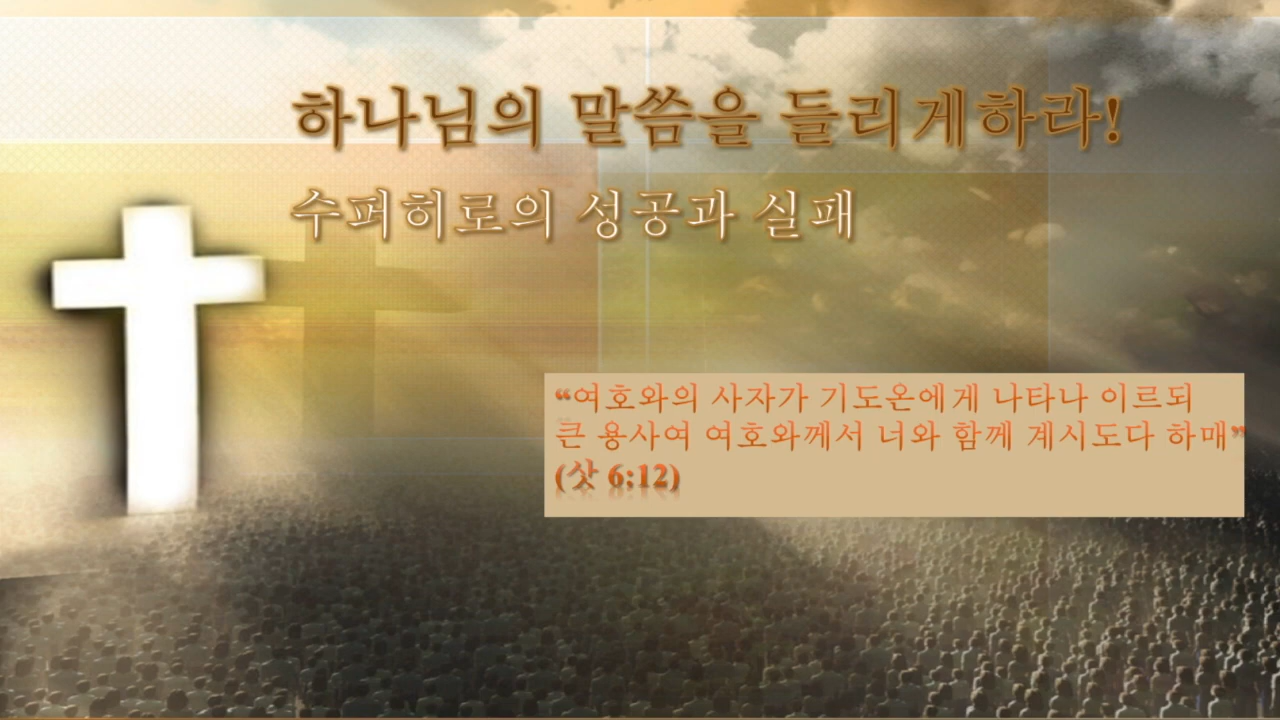 하나님의 말씀을 들리게하라!
수퍼히로의 성공과 실패
“여호와의 사자가 기도온에게 나타나 이르되
큰 용사여 여호와께서 너와 함께 계시도다 하매”
(삿 6:12)